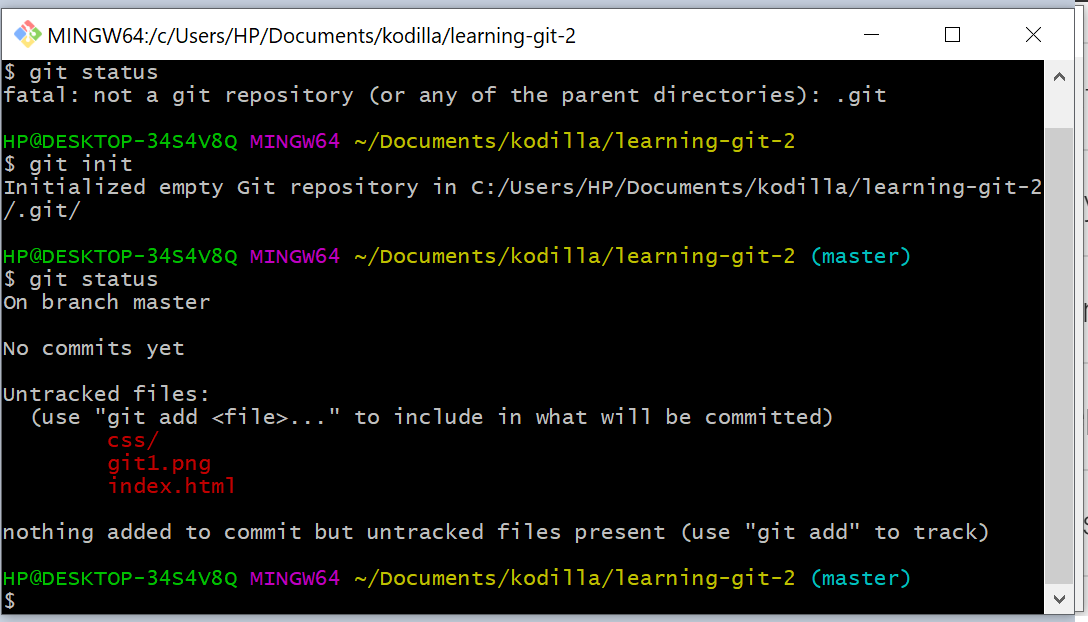 MINGW64:/c/Users/HP/Documents/kodilla/learning-git-2
$ git status
fatal: not a git repository (or any of the parent directories): .git
HP@DESKTOP-34S4V8Q MINGW64 ~/Documents/kodilla/learning-git-2
$ git init
Initialized empty Git repository in C:/Users/HP/Documents/kodilla/learning-git-2
/.git/
HP@DESKTOP-34S4V8Q MINGW64 ~/Documents/kodilla/learning-git-2 (master)
$ git status
On branch master
No commits yet
Untracked files:
  (use "git add <file>..." to include in what will be committed)
        css/
        git1.png
        index.html
nothing added to commit but untracked files present (use "git add" to track)
HP@DESKTOP-34S4V8Q MINGW64 ~/Documents/kodilla/learning-git-2 (master)
$